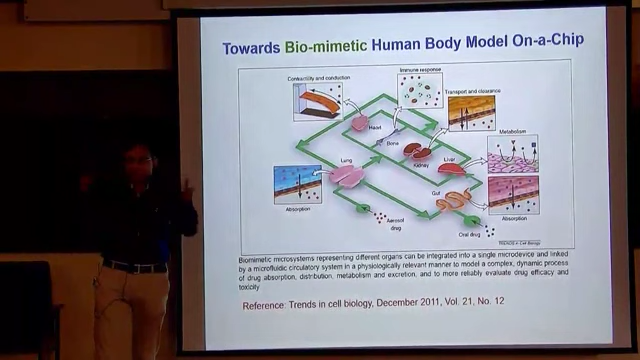 Towards Bio-mimetic Human Body Model On-a-Chip
Immune response
Contractility and conduction
Transport and clearance
Heart
Bone
Metabolism
Kidney
Lung
Liver
Gut
Absorption
Absorption
Aerosol
drug
Oral drug
TRENDS in Cell Biology
Biomimetic microsystems representing different organs can be integrated into a single microdevice and linked
by a microfluidic circulatory system in a physiologically relevant manner to model a complex, dynamic process
of drug absorption, distribution, metabolism and excretion, and to more reliably evaluate drug efficacy and
toxicity
Reference: Trends in cell biology, December 2011, Vol. 21, No. 12